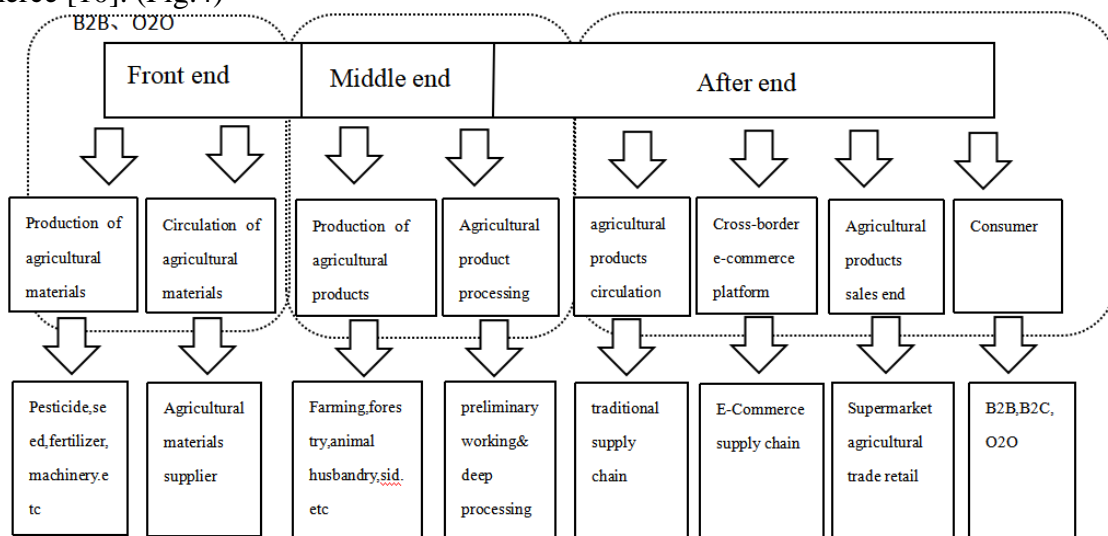 [10]. (Fig.4)
B2B、O2O
Front end
Middle end
After end
Production of
agricultural
materials
Circulation of
agricultural
materials
Production of
agricultural
products
Agricultural
product
processing
agricultural
products
circulation
Cross-border
e-commerce
platform
Agricultural
products
sales end
Consumer
Pesticide,se
ed,fertilizer,
machinery.e
tc
Agricultural
materials
supplier
Farming,fores
try,animal
husbandry,sid.
etc
preliminary
working&
deep
processing
traditional
supply
chain
E-Commerce
supply chain
Supermarket
agricultural
trade retail
B2B,B2C,
O2O